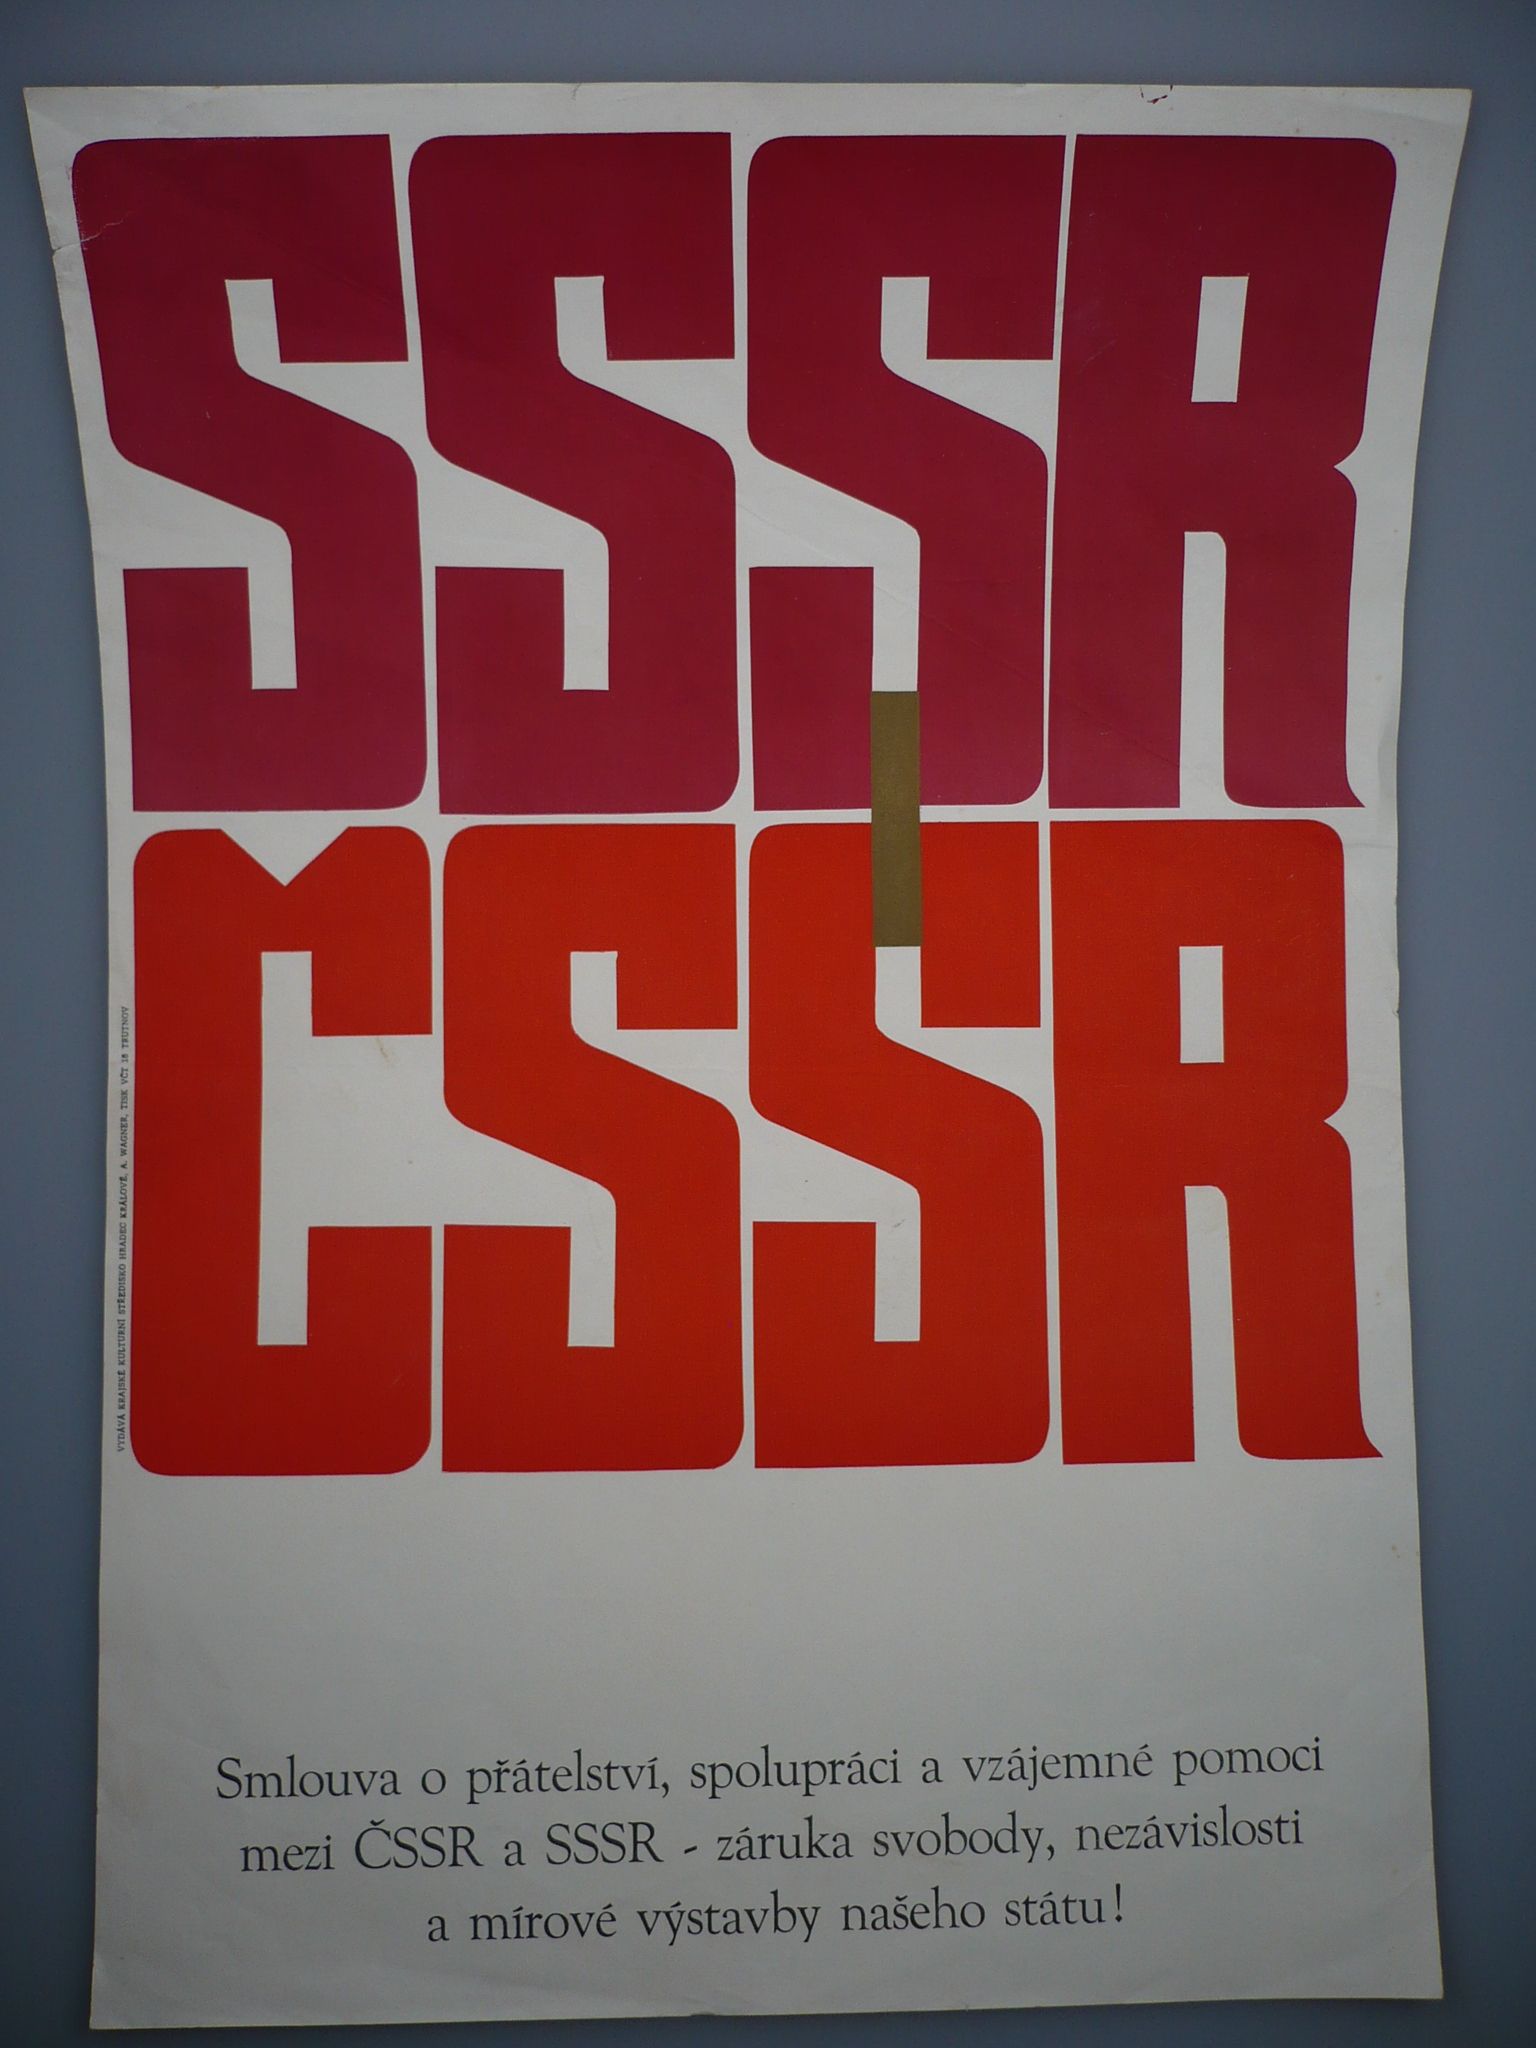 SSSR
ČSSR
VYDÁVÁ KRAJSKÉ KULTURNÍ STŘEDISKO HRADEC KRÁLOVÉ, A. WAGNER, TISK VČT 18 TRUTNOV
Smlouva o přátelství, spolupráci a vzájemné pomoci
mezi ČSSR a SSSR - záruka svobody, nezávislosti
a mírové výstavby našeho státu!